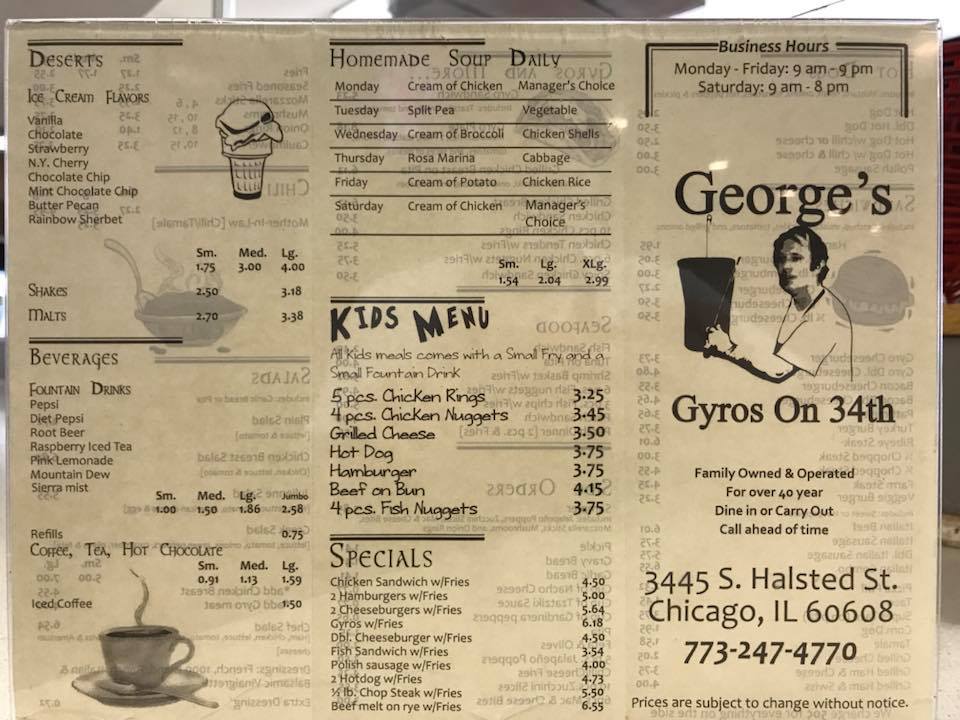 DESERTS
ICE CREAM FLAVORS
Vanilla
Chocolate
Strawberry
N.Y. Cherry
Chocolate Chip
Mint Chocolate Chip
Butter Pecan
Rainbow Sherbet
Sm. Med. Lg.
1.75 3.00 4.00
SHAKES 2.50 3.18
MALTS 2.70 3.38
BEVERAGES
FOUNTAIN DRINKS
Pepsi
Diet Pepsi
Root Beer
Raspberry Iced Tea
Pink Lemonade
Mountain Dew
Sierra mist
Sm. Med. Lg. Jumbo
1.00 1.50 1.86 2.58
Refills 0.75
COFFEE, TEA, HOT CHOCOLATE
Sm. Med. Lg.
0.91 1.13 1.59
Iced Coffee 1.50
HOMEMADE SOUP DAILY
Monday Cream of Chicken Manager's Choice
Tuesday Split Pea Vegetable
Wednesday Cream of Broccoli Chicken Shells
Thursday Rosa Marina Cabbage
Friday Cream of Potato Chicken Rice
Saturday Cream of Chicken Manager's
Choice
Sm. Lg. XLg.
1.54 2.04 2.99
KIDS MENU
All Kids meals comes with a Small Fry and a
Small Fountain Drink
5 pcs. Chicken Rings 3.25
4 pcs. Chicken Nuggets 3.45
Grilled Cheese 3.50
Hot Dog 3.75
Hamburger 3.75
Beef on Bun 4.15
4 pcs. Fish Nuggets 3.75
SPECIALS
Chicken Sandwich w/Fries 4.50
2 Hamburgers w/Fries 5.00
2 Cheeseburgers w/Fries 5.64
Gyros w/Fries 6.18
Dbl. Cheeseburger w/Fries 4.50
Fish Sandwich w/Fries 3.54
Polish sausage w/Fries 4.00
2 Hotdog w/Fries 4.73
½ lb. Chop Steak w/Fries 5.50
Beef melt on rye w/Fries 6.55
Business Hours
Monday - Friday: 9 am - 9 pm
Saturday: 9 am - 8 pm
George's
Gyros On 34th
Family Owned & Operated
For over 40 year
Dine in or Carry Out
Call ahead of time
3445 S. Halsted St.
Chicago, IL 60608
773-247-4770
Prices are subject to change without notice.